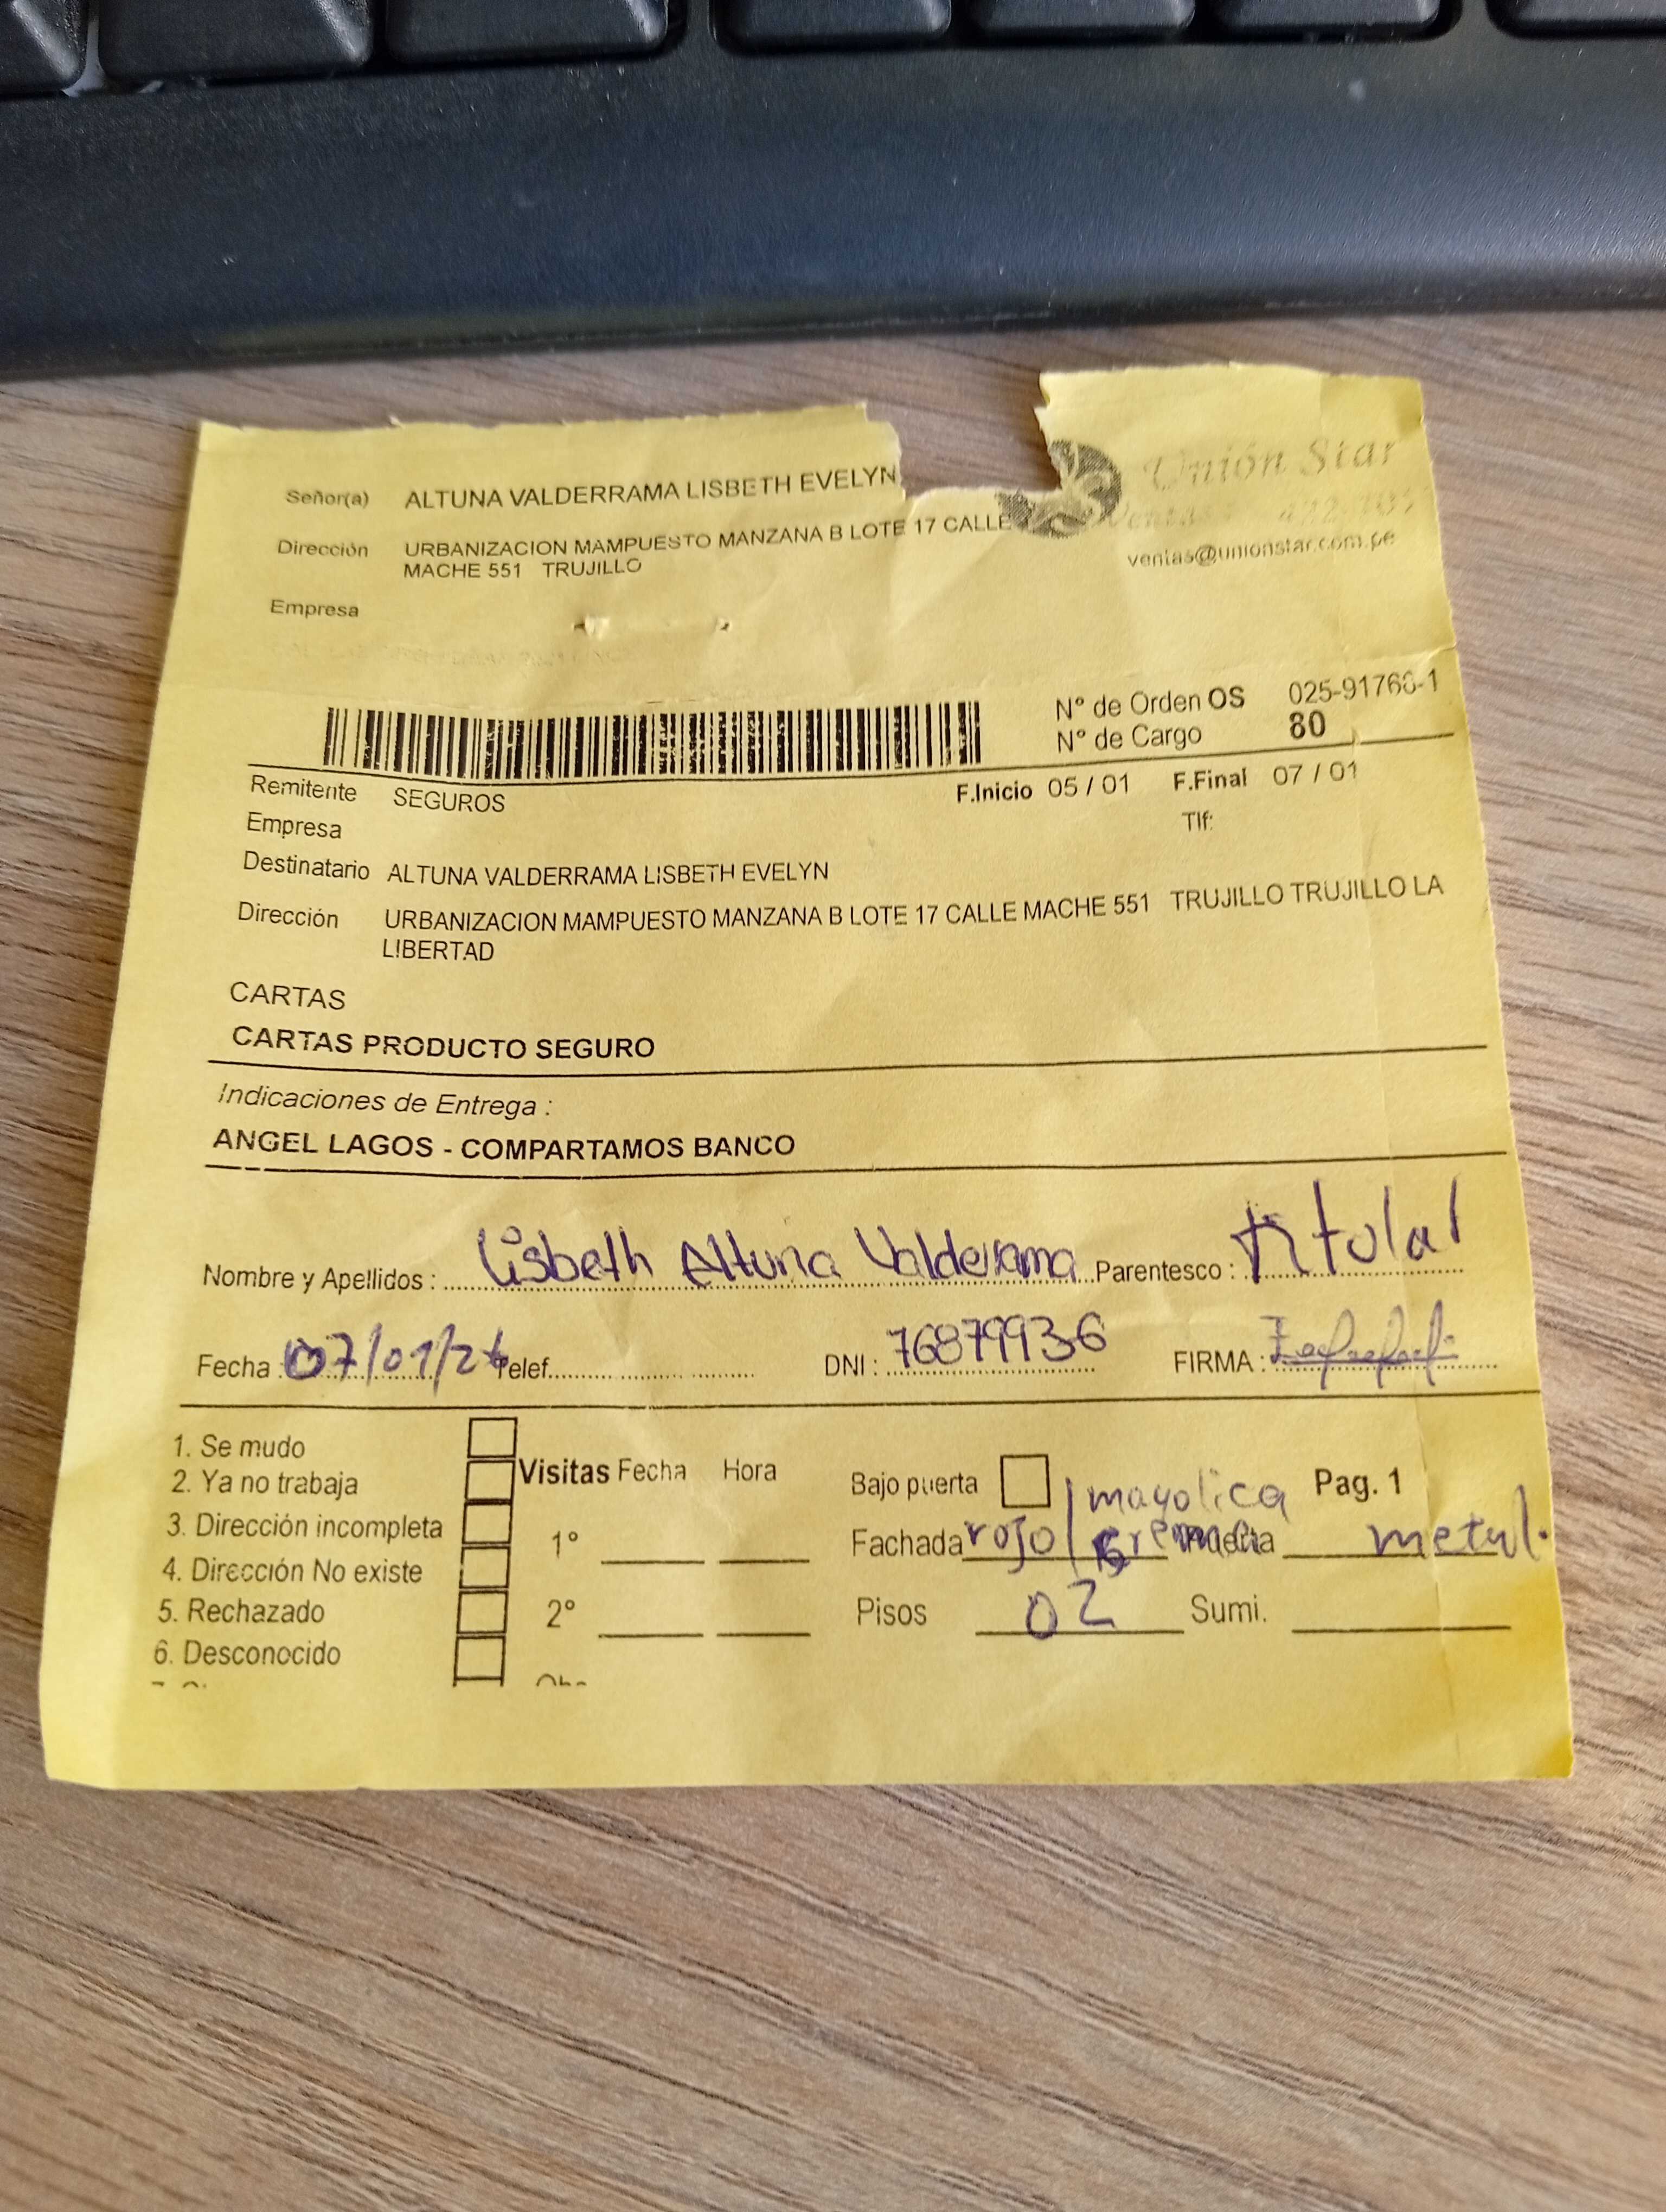 Señor(a) ALTUNA VALDERRAMA LISBETH EVELYN
Unión Star
Dirección URBANIZACION MAMPUESTO MANZANA B LOTE 17 CALLE
MACHE 551 TRUJILLO
ventas@unionstar.com.pe
Empresa
Nº de Orden OS
Nº de Cargo 80
Remitente SEGUROS F.Inicio 05 / 01 F.Final 07 / 01
Empresa Tlf:
Destinatario ALTUNA VALDERRAMA LISBETH EVELYN
Dirección URBANIZACION MAMPUESTO MANZANA B LOTE 17 CALLE MACHE 551 TRUJILLO TRUJILLO LA
LIBERTAD
CARTAS
CARTAS PRODUCTO SEGURO
Indicaciones de Entrega :
ANGEL LAGOS - COMPARTAMOS BANCO
Nombre y Apellidos : Lisbeth Altuna Valderrama Parentesco : Titular
Fecha : 07/01/26 Telef. DNI : 76879936 FIRMA :
1. Se mudo
2. Ya no trabaja
3. Dirección incompleta
4. Dirección No existe
5. Rechazado
6. Desconocido
Visitas Fecha Hora
1°
2°
Bajo puerta mayolica Pag. 1
Fachada rojo / crema metal.
Pisos 02 Sumi.